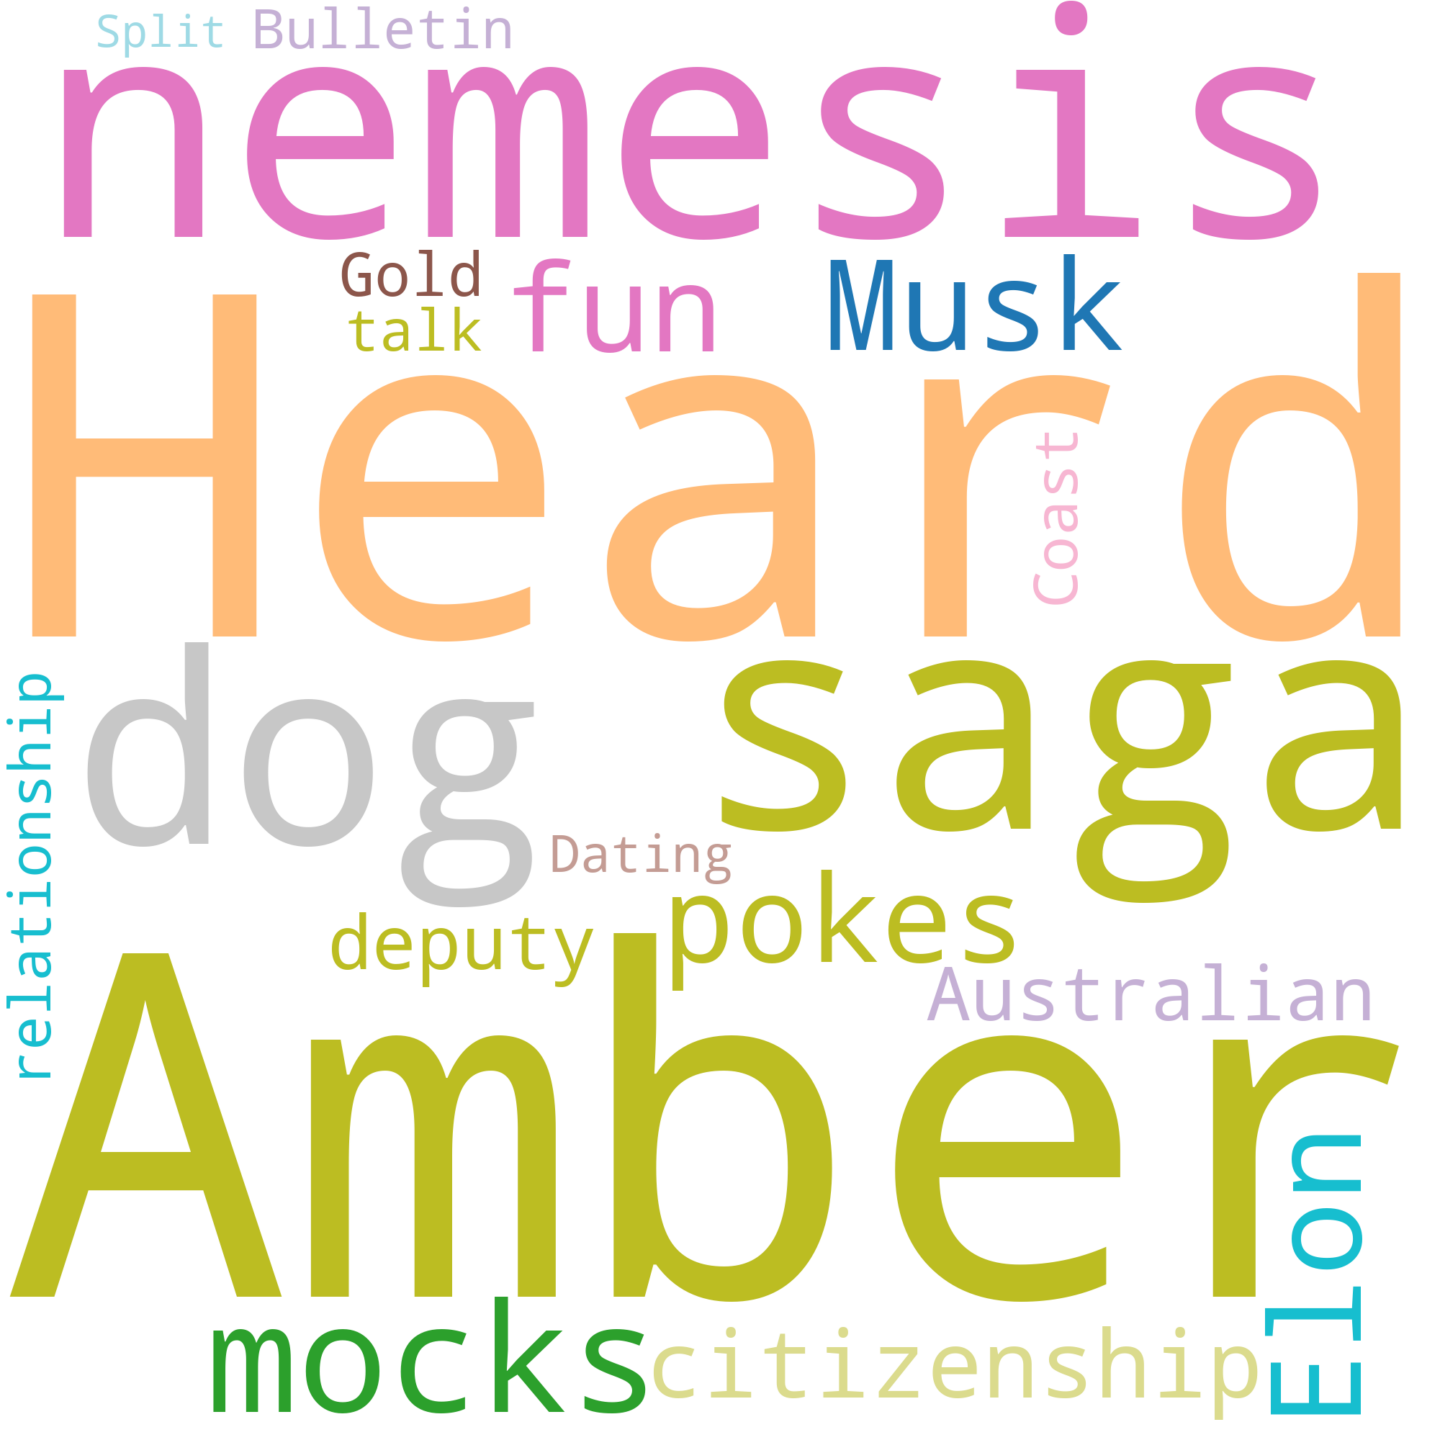 Split Bulletin
nemesis
Gold
talk
fun
Musk
Heard
Coast
dog
saga
relationship
Dating
deputy
pokes
Australian
Amber
Elon
mocks
citizenship